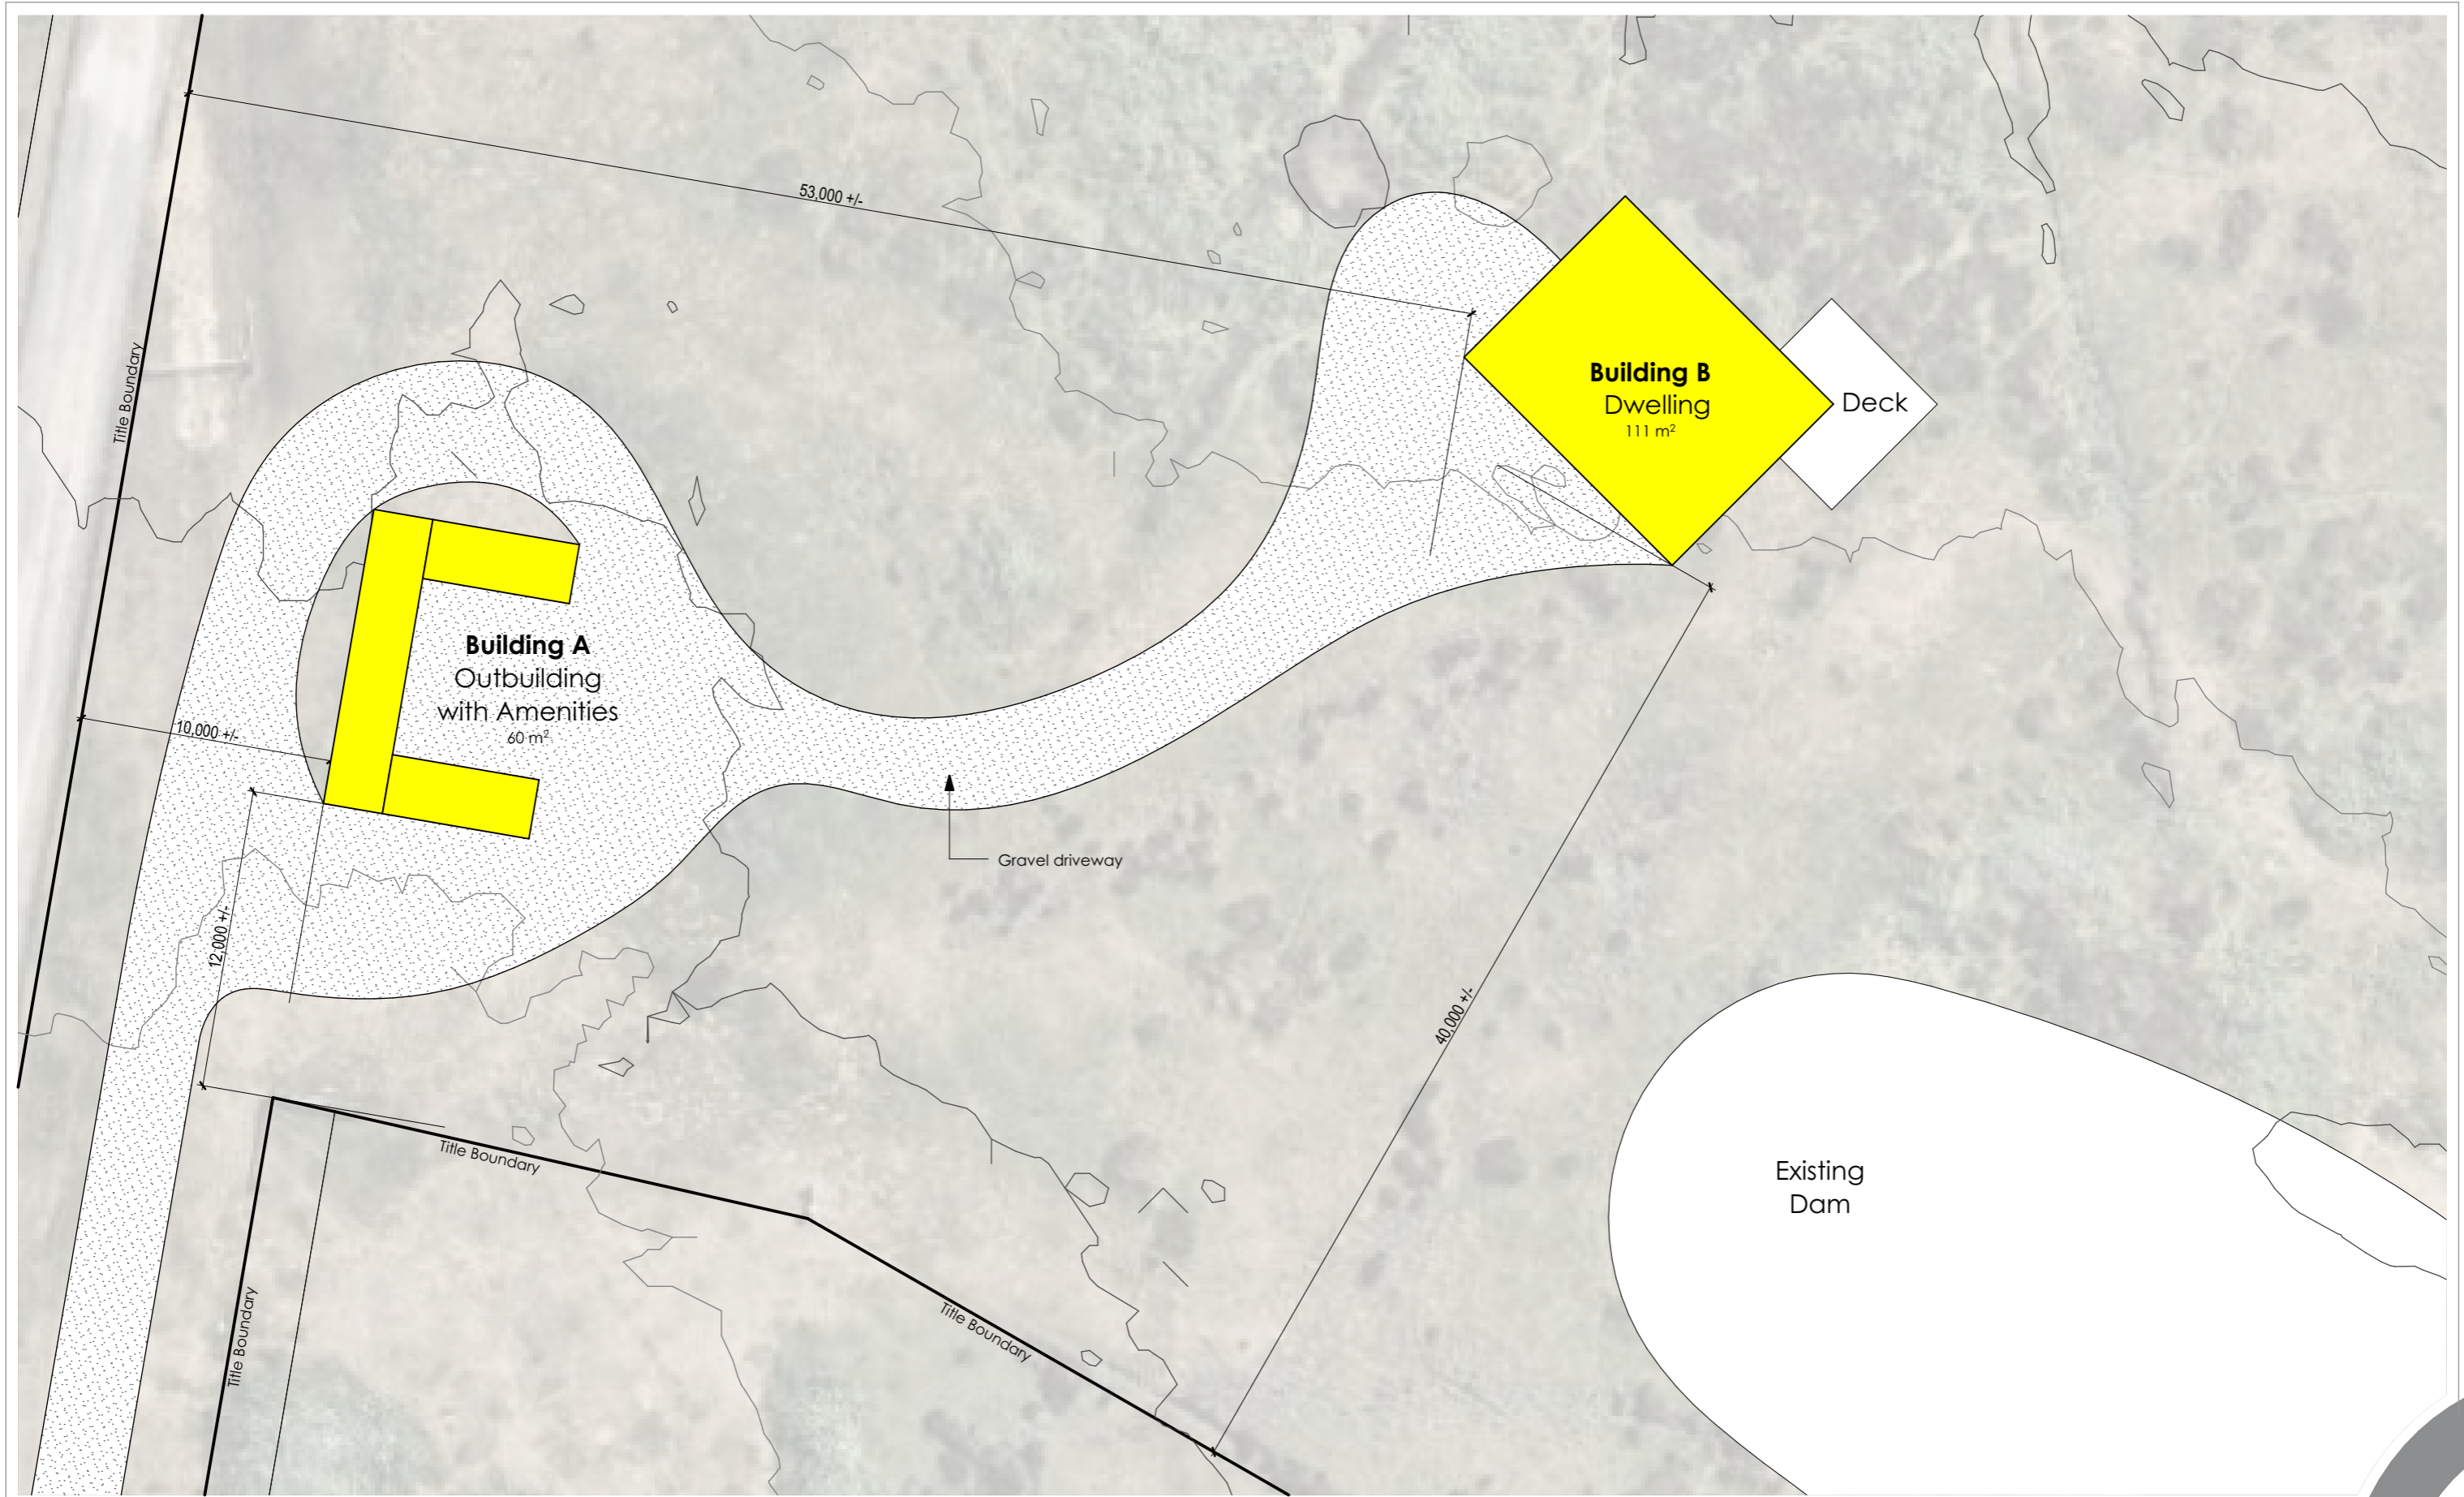 53,000 +/-
Title Boundary
Building B
Dwelling
111 m²
Deck
Building A
Outbuilding
with Amenities
60 m²
10,000 +/-
Gravel driveway
12,000 +/-
40,000 +/-
Title Boundary
Existing
Dam
Title Boundary
Title Boundary